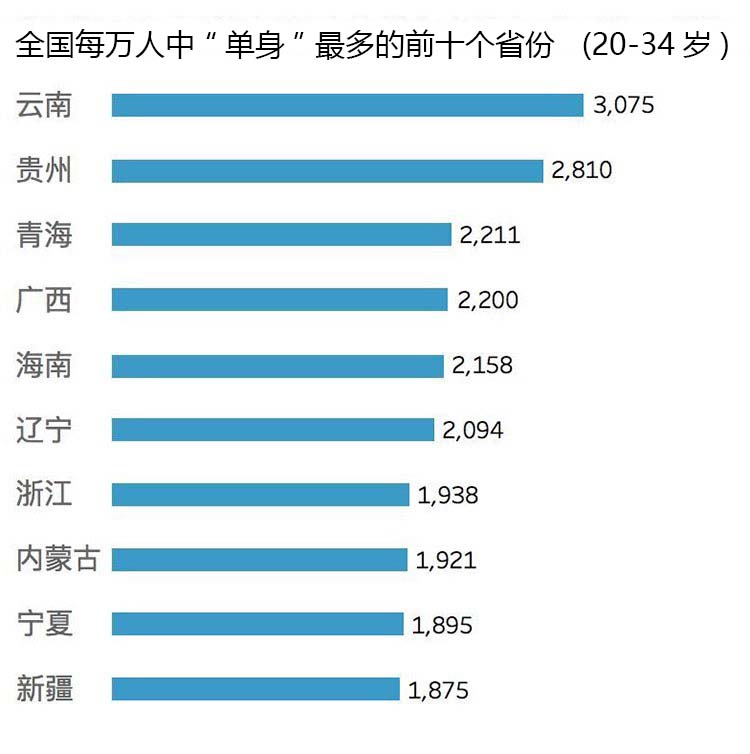 全国每万人中“单身”最多的前十个省份 (20-34岁)
云南 3,075
贵州 2,810
青海 2,211
广西 2,200
海南 2,158
辽宁 2,094
浙江 1,938
内蒙古 1,921
宁夏 1,895
新疆 1,875